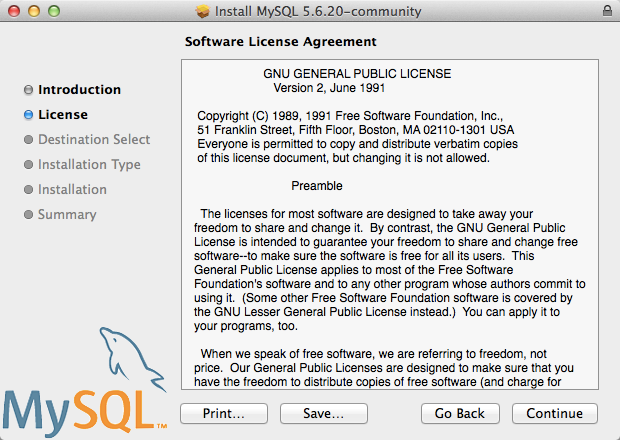 Install MySQL 5.6.20-community
Software License Agreement
Introduction
License
Destination Select
Installation Type
Installation
Summary
GNU GENERAL PUBLIC LICENSE
Version 2, June 1991
Copyright (C) 1989, 1991 Free Software Foundation, Inc.,
51 Franklin Street, Fifth Floor, Boston, MA 02110-1301 USA
Everyone is permitted to copy and distribute verbatim copies
of this license document, but changing it is not allowed.
Preamble
The licenses for most software are designed to take away your
freedom to share and change it.  By contrast, the GNU General Public
License is intended to guarantee your freedom to share and change free
software--to make sure the software is free for all its users.  This
General Public License applies to most of the Free Software
Foundation's software and to any other program whose authors commit to
using it.  (Some other Free Software Foundation software is covered by
the GNU Lesser General Public License instead.)  You can apply it to
your programs, too.
When we speak of free software, we are referring to freedom, not
price.  Our General Public Licenses are designed to make sure that you
have the freedom to distribute copies of free software (and charge for
MySQL™
Print...
Save...
Go Back
Continue